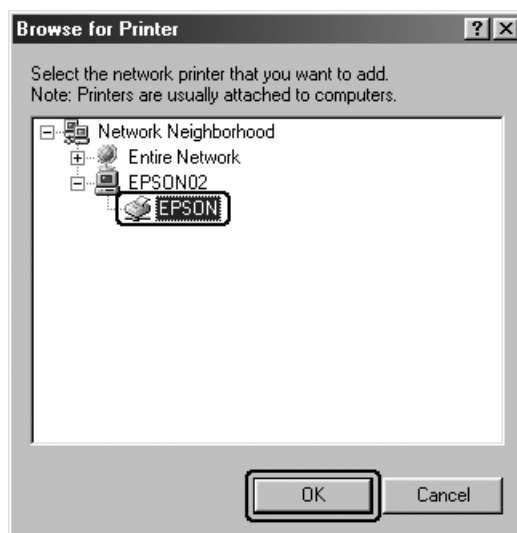 Browse for Printer
Select the network printer that you want to add.
Note: Printers are usually attached to computers.
Network Neighborhood
Entire Network
EPSON02
EPSON
OK Cancel